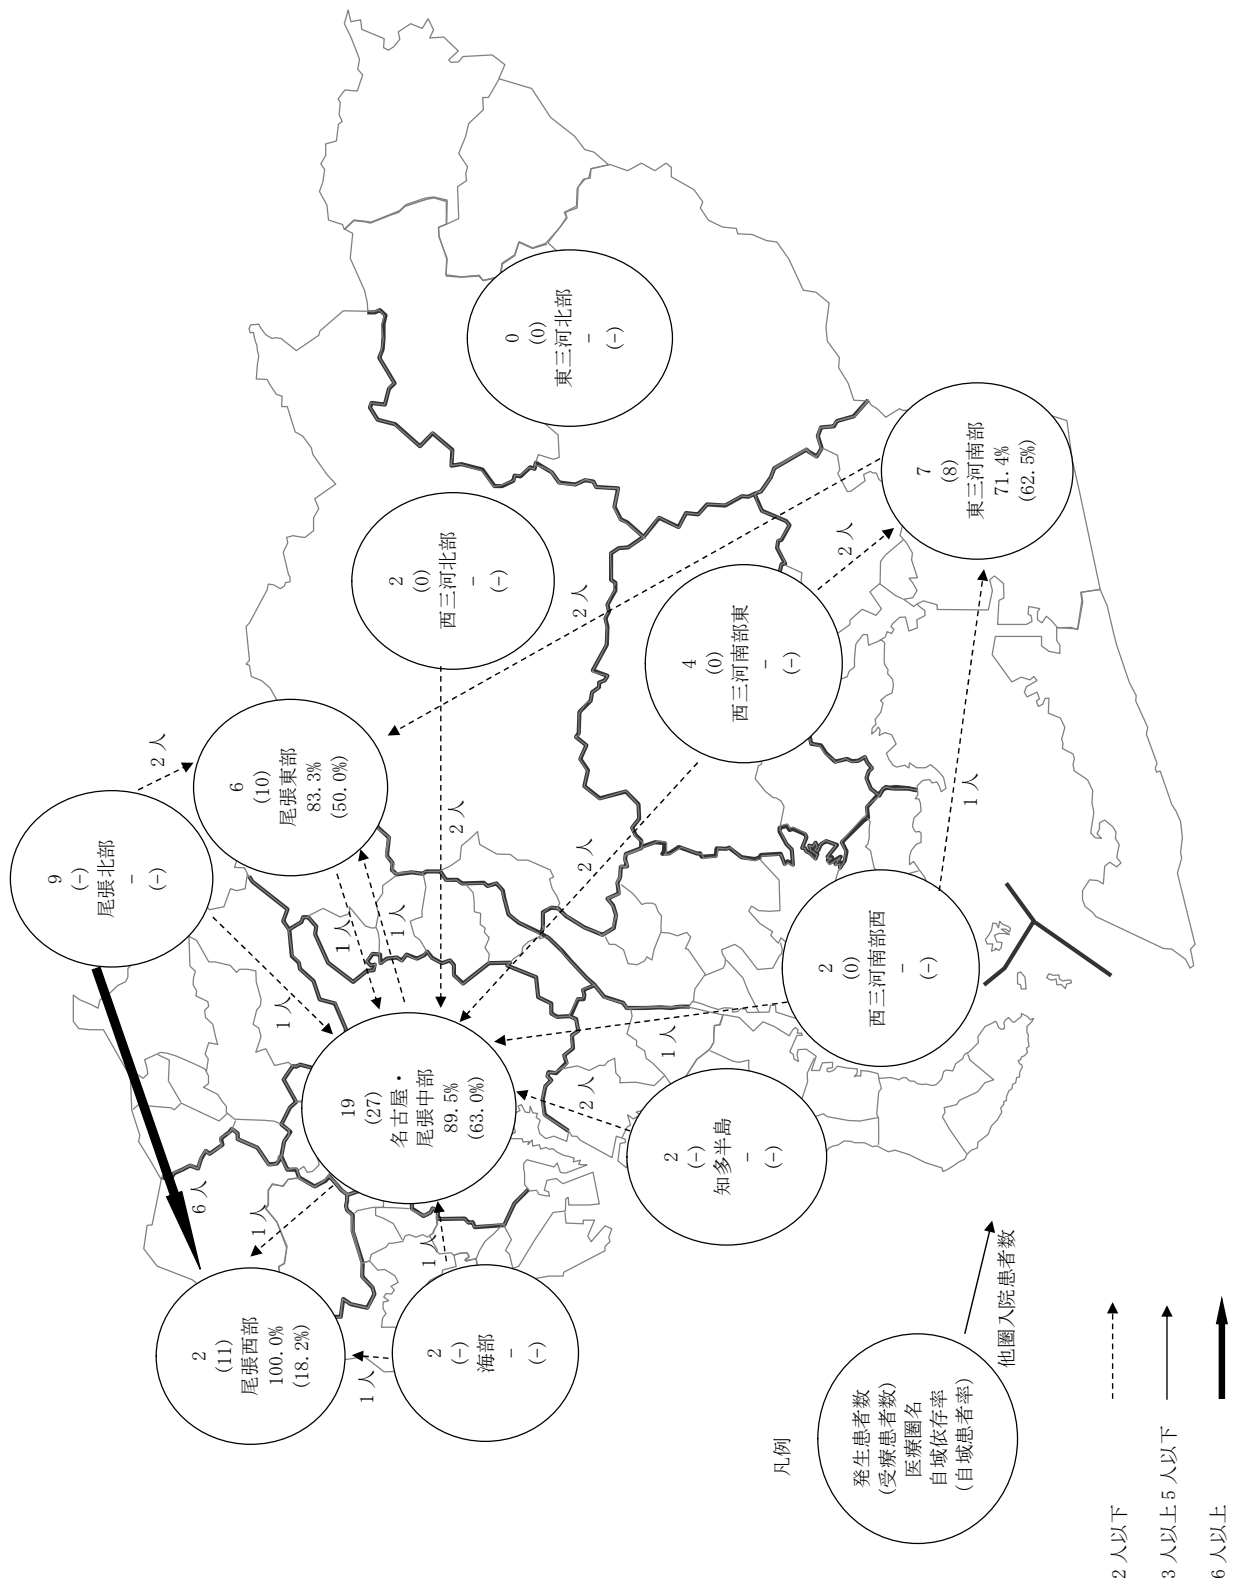 9
(−)
尾張北部
−
(−)
2人
6人
1人
2
(11)
尾張西部
100.0%
(18.2%)
1人
6
(10)
尾張東部
83.3%
(50.0%)
1人
1人
19
(27)
名古屋・
尾張中部
89.5%
(63.0%)
1人
1人
2
(−)
海部
−
(−)
2
(0)
西三河北部
−
(−)
2人
0
(0)
東三河北部
−
(−)
2人
2人
2人
1人
2
(−)
知多半島
−
(−)
4
(0)
西三河南部東
−
(−)
2人
2
(0)
西三河南部西
−
(−)
1人
7
(8)
東三河南部
71.4%
(62.5%)
凡例
発生患者数
(受療患者数)
医療圏名
自域依存率
(自域患者率)
他圏入院患者数
2人以下
3人以上5人以下
6人以上